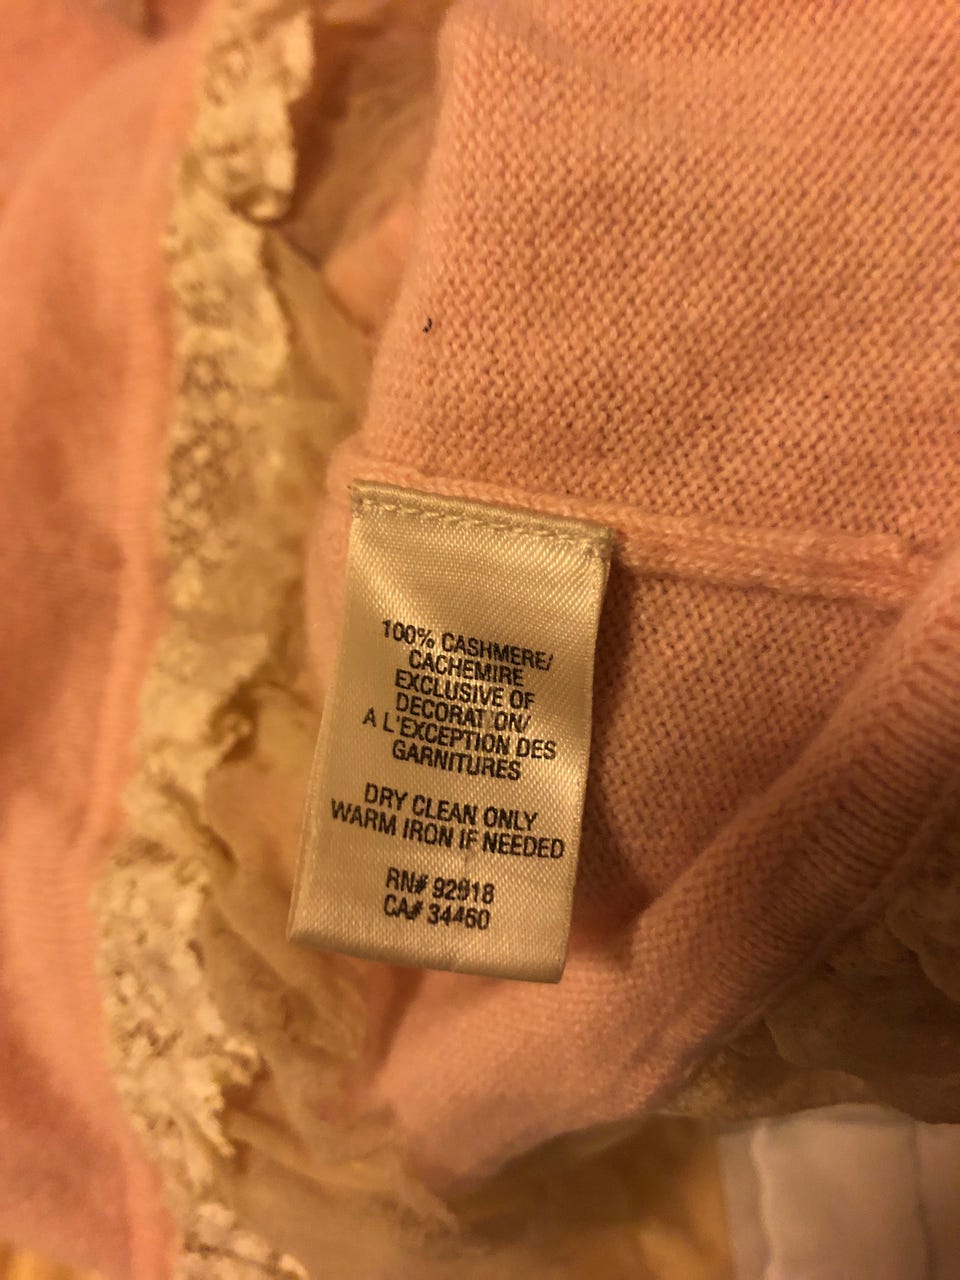 100% CASHMERE/
CACHEMIRE
EXCLUSIVE OF
DECORAT ON/
A L'EXCEPTION DES
GARNITURES
DRY CLEAN ONLY
WARM IRON IF NEEDED
RN# 92918
CA# 34460